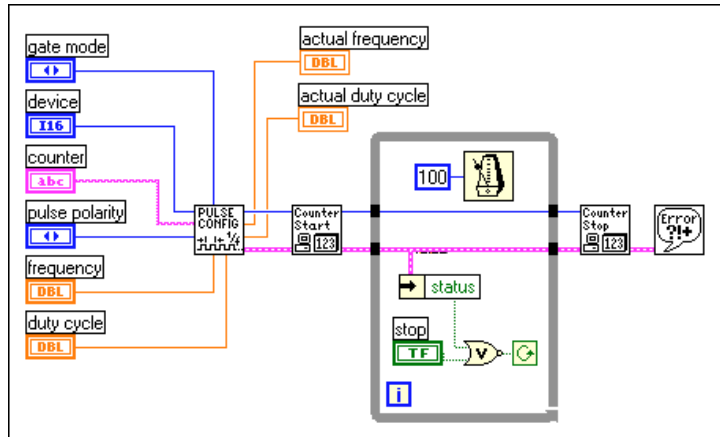 gate mode
device
I16
counter
abc
pulse polarity
frequency
DBL
duty cycle
DBL
actual frequency
DBL
actual duty cycle
DBL
PULSE
CONFIG
1/f
Counter
Start
123
100
status
stop
TF
V
i
Counter
Stop
123
Error
?!+